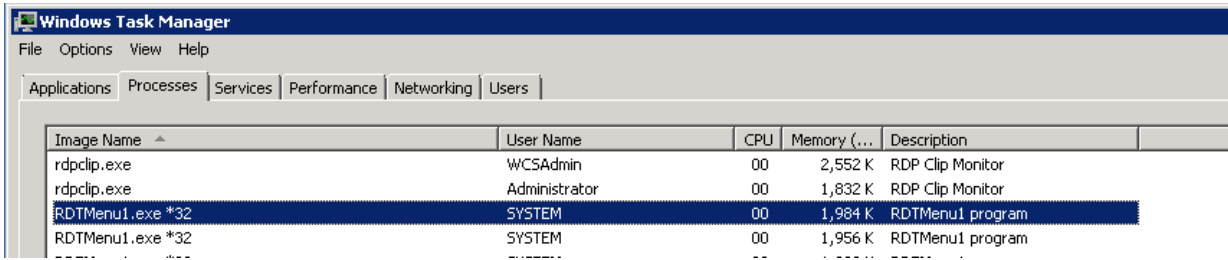 Windows Task Manager
File Options View Help
Applications Processes Services Performance Networking Users
Image Name User Name CPU Memory (... Description
rdpclip.exe WCSAdmin 00 2,552 K RDP Clip Monitor
rdpclip.exe Administrator 00 1,832 K RDP Clip Monitor
RDTMenu1.exe *32 SYSTEM 00 1,984 K RDTMenu1 program
RDTMenu1.exe *32 SYSTEM 00 1,956 K RDTMenu1 program